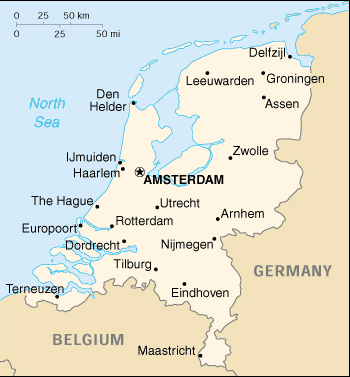 0 25 50 km
0 25 50 mi
Delfzijl
Leeuwarden
Groningen
Den
Helder
Assen
North
Sea
IJmuiden
Zwolle
Haarlem
AMSTERDAM
The Hague
Utrecht
Europoort
Rotterdam
Arnhem
Dordrecht
Nijmegen
Tilburg
GERMANY
Terneuzen
Eindhoven
BELGIUM
Maastricht